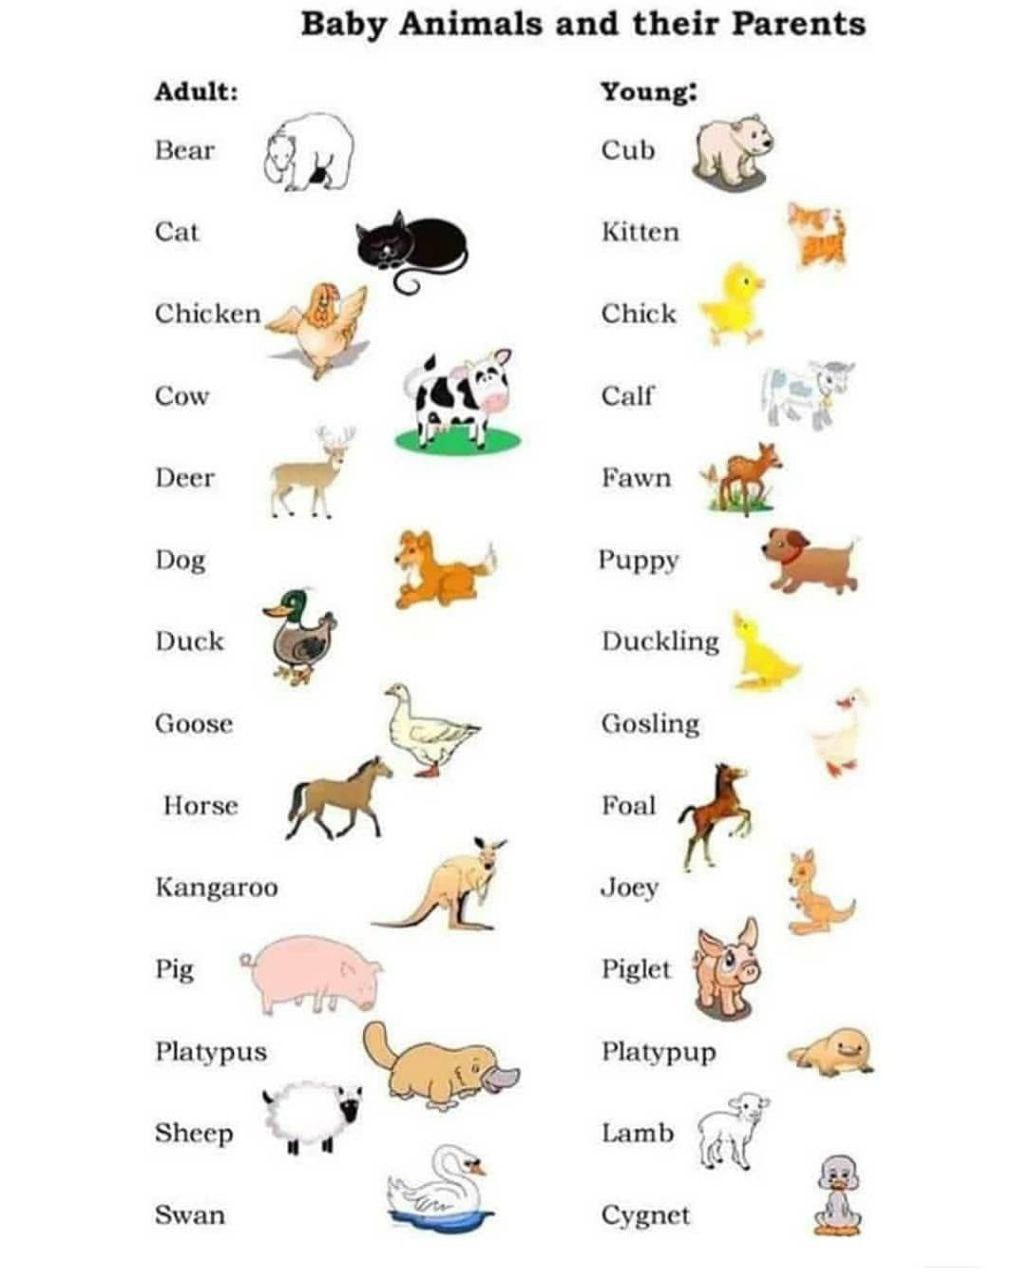 Baby Animals and their Parents
Adult: Young:
Bear Cub
Cat Kitten
Chicken Chick
Cow Calf
Deer Fawn
Dog Puppy
Duck Duckling
Goose Gosling
Horse Foal
Kangaroo Joey
Pig Piglet
Platypus Platypup
Sheep Lamb
Swan Cygnet